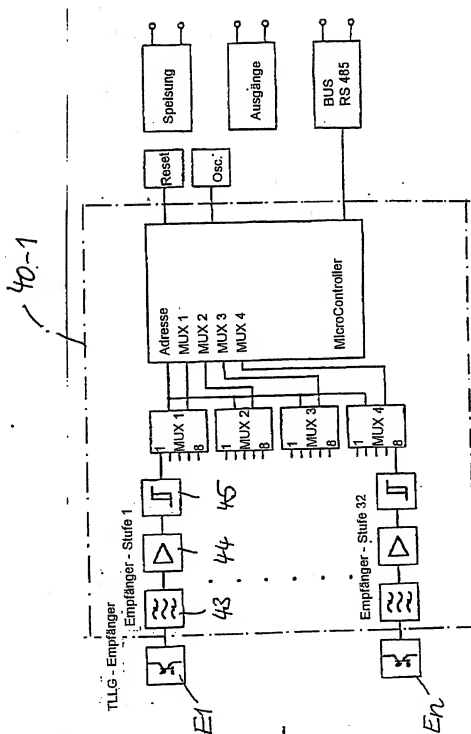 40-1
TLLG - Empfänger
Empfänger - Stufe 1
E1
43
44
45
1
MUX 1
8
1
MUX 2
8
1
MUX 3
8
1
MUX 4
8
Empfänger - Stufe 32
En
Adresse
MUX 1
MUX 2
MUX 3
MUX 4
MicroController
Reset
Osc.
Speisung
Ausgänge
BUS
RS 485